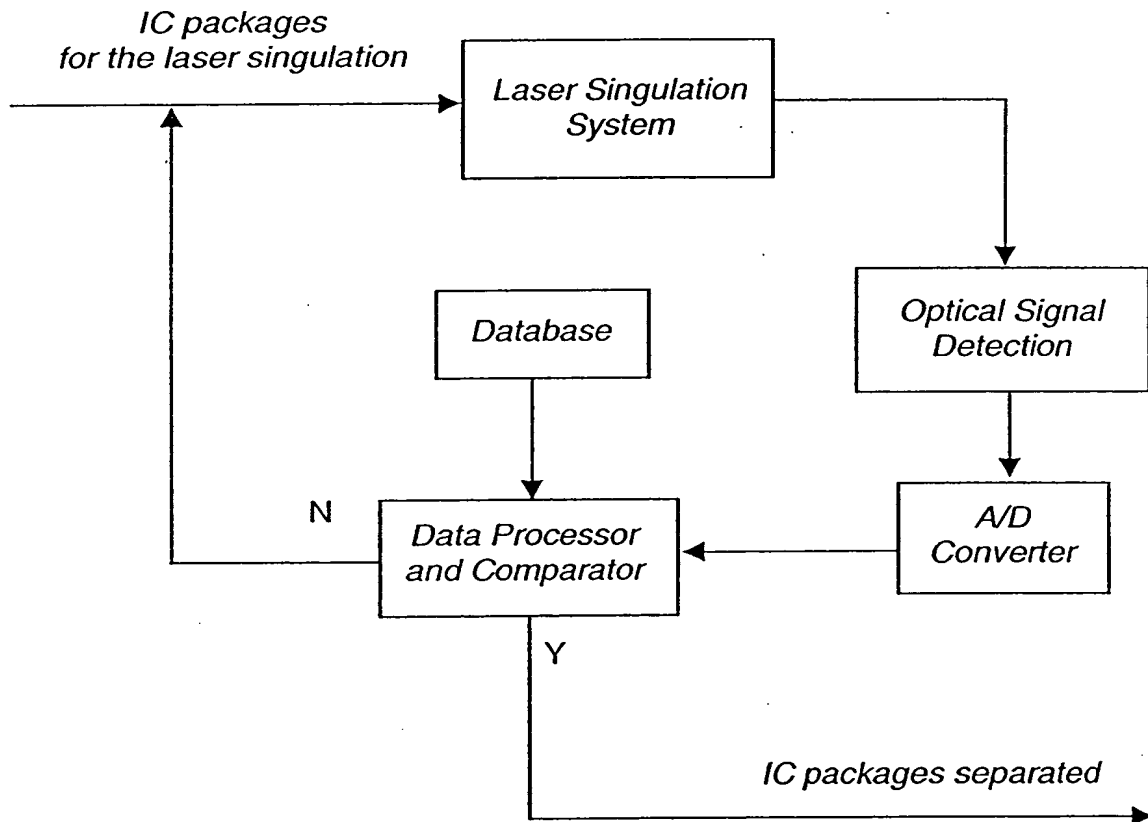 IC packages
for the laser singulation
Laser Singulation
System
Optical Signal
Detection
Database
A/D
Converter
N
Data Processor
and Comparator
Y
IC packages separated